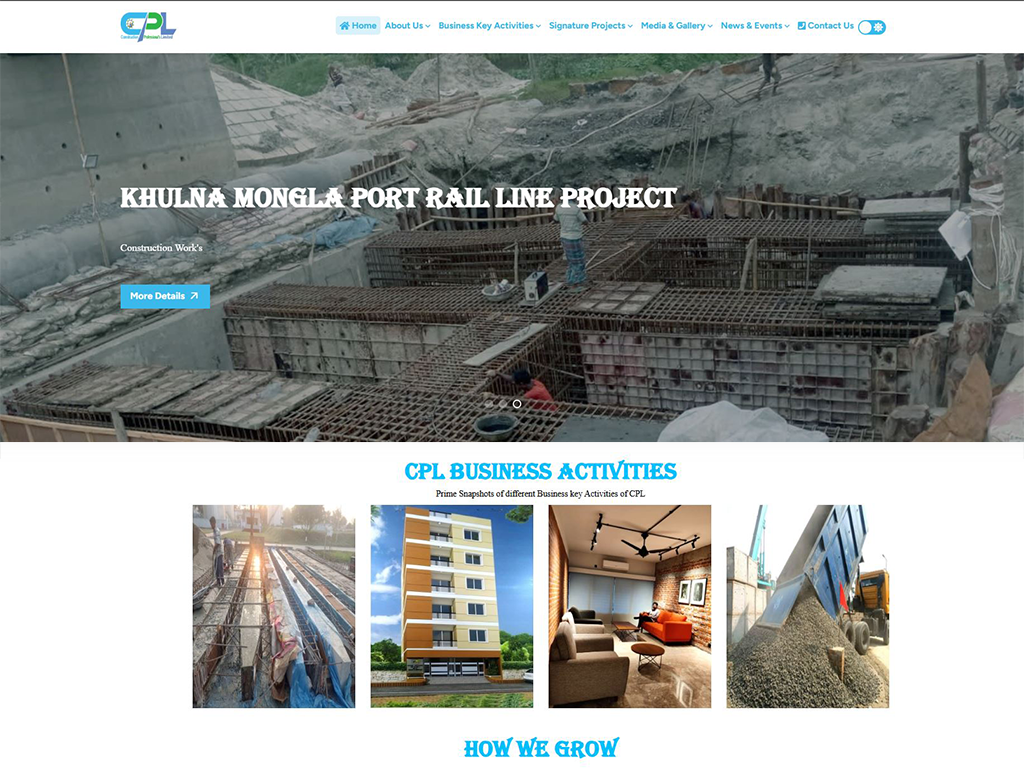 CPL
Home About Us Business Key Activities Signature Projects Media & Gallery News & Events Contact Us
KHULNA MONGLA PORT RAIL LINE PROJECT
Construction Work's
More Details
CPL BUSINESS ACTIVITIES
Prime Snapshots of different Business key Activities of CPL
HOW WE GROW